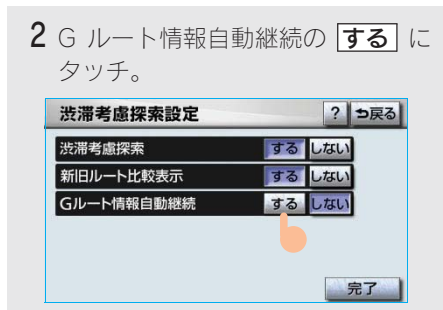 2 G ルート情報自動継続の する に
タッチ。
渋滞考慮探索設定 ? 戻る
渋滞考慮探索 する しない
新旧ルート比較表示 する しない
Gルート情報自動継続 する しない
完了